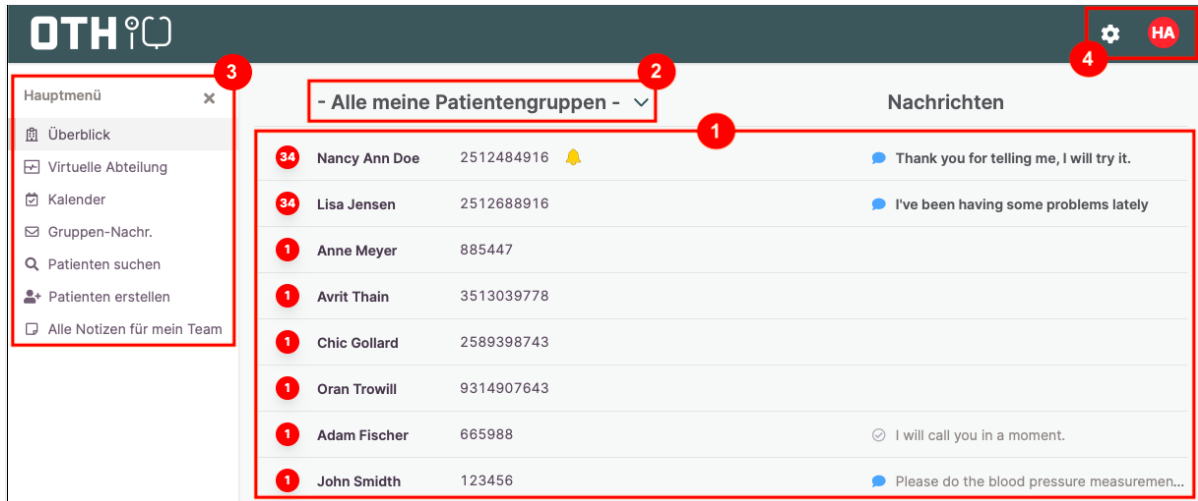 OTH
HA
4
3
2
Hauptmenü
- Alle meine Patientengruppen -
Nachrichten
1
Überblick
Virtuelle Abteilung
Kalender
Gruppen-Nachr.
Patienten suchen
Patienten erstellen
Alle Notizen für mein Team
34 Nancy Ann Doe 2512484916 Thank you for telling me, I will try it.
34 Lisa Jensen 2512688916 I've been having some problems lately
1 Anne Meyer 885447
1 Avrit Thain 3513039778
1 Chic Gollard 2589398743
1 Oran Trowill 9314907643
1 Adam Fischer 665988 I will call you in a moment.
1 John Smidth 123456 Please do the blood pressure measuremen...